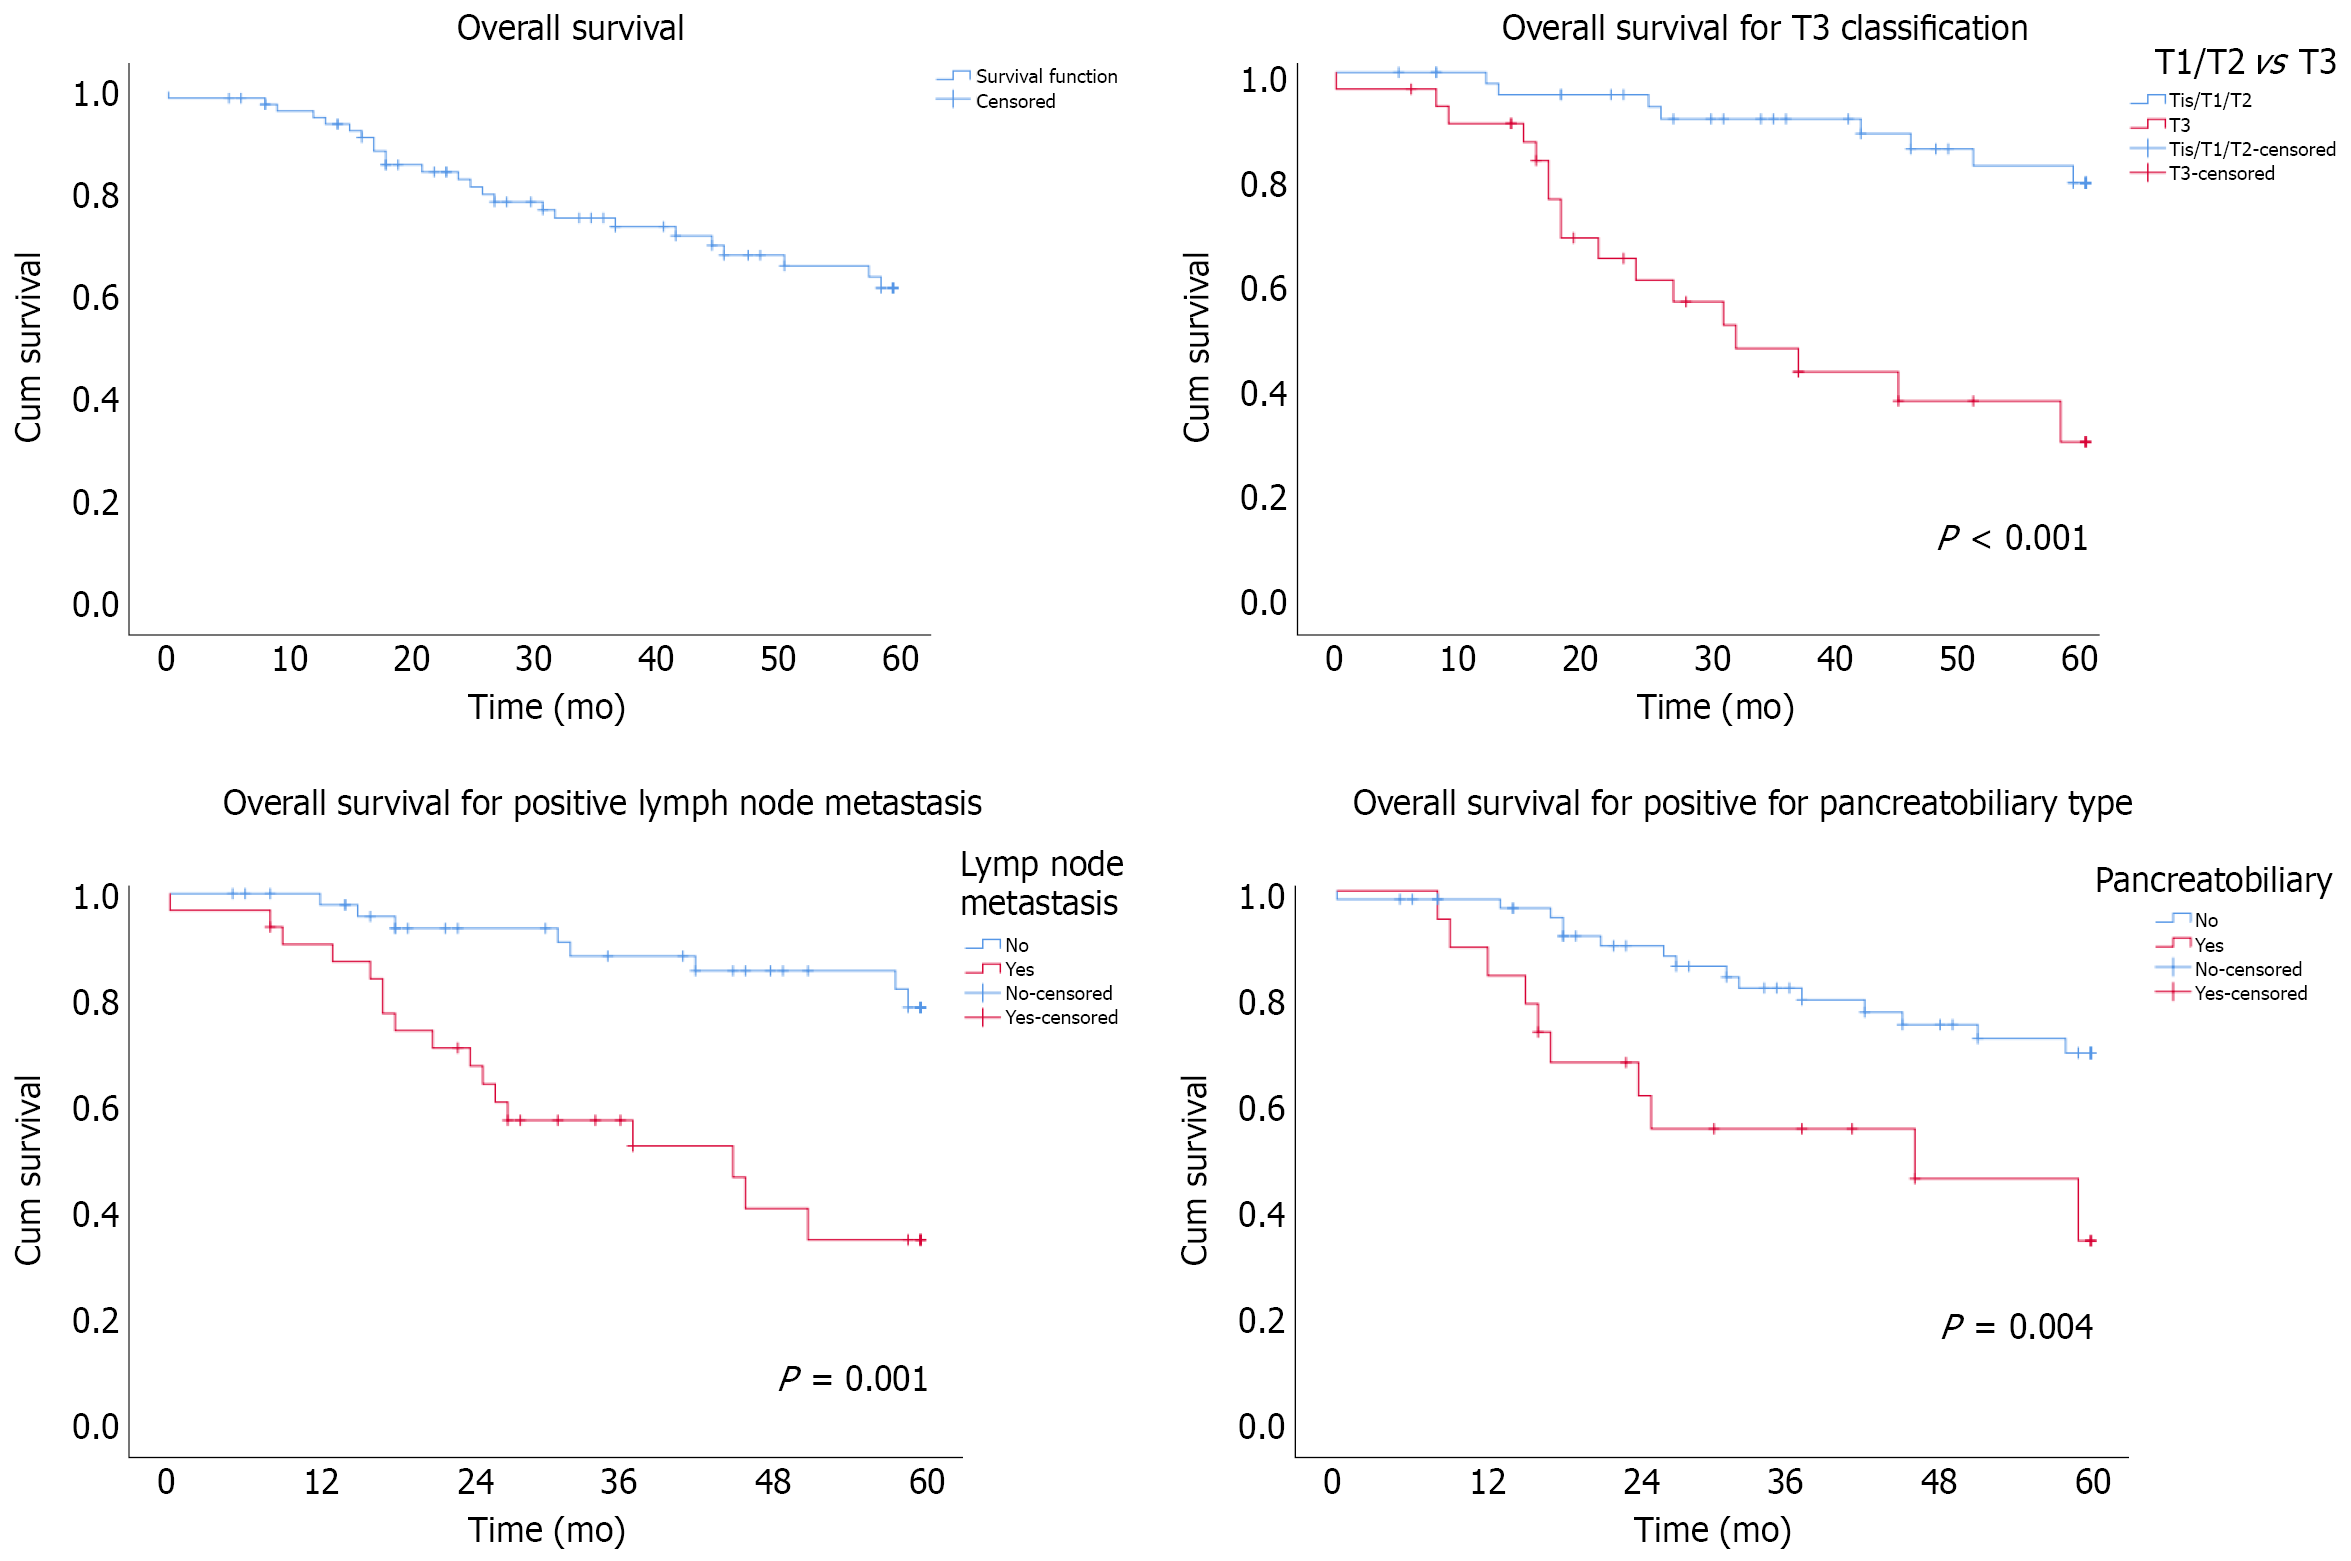 Overall survival
Survival function
Censored
1.0
0.8
0.6
0.4
0.2
0.0
Cum survival
0 10 20 30 40 50 60
Time (mo)
Overall survival for T3 classification
T1/T2 vs T3
Tis/T1/T2
T3
Tis/T1/T2-censored
T3-censored
1.0
0.8
0.6
0.4
0.2
0.0
Cum survival
P < 0.001
0 10 20 30 40 50 60
Time (mo)
Overall survival for positive lymph node metastasis
Lymp node
metastasis
No
Yes
No-censored
Yes-censored
1.0
0.8
0.6
0.4
0.2
0.0
Cum survival
P = 0.001
0 12 24 36 48 60
Time (mo)
Overall survival for positive for pancreatobiliary type
Pancreatobiliary
No
Yes
No-censored
Yes-censored
1.0
0.8
0.6
0.4
0.2
0.0
Cum survival
P = 0.004
0 12 24 36 48 60
Time (mo)